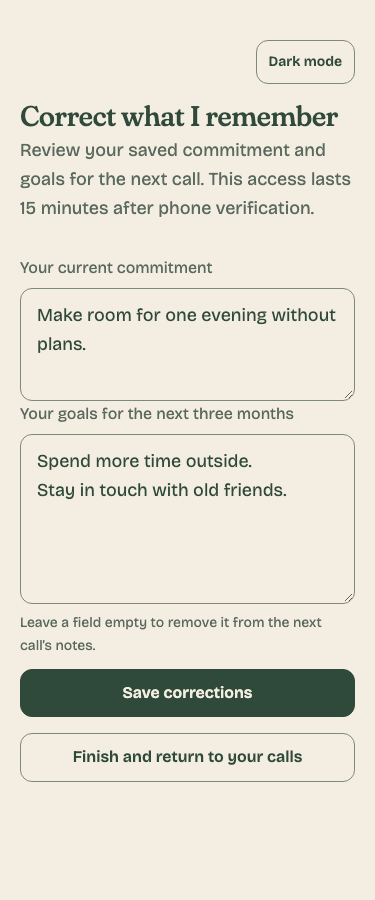 Dark mode
Correct what I remember
Review your saved commitment and
goals for the next call. This access lasts
15 minutes after phone verification.
Your current commitment
Make room for one evening without
plans.
Your goals for the next three months
Spend more time outside.
Stay in touch with old friends.
Leave a field empty to remove it from the next
call's notes.
Save corrections
Finish and return to your calls